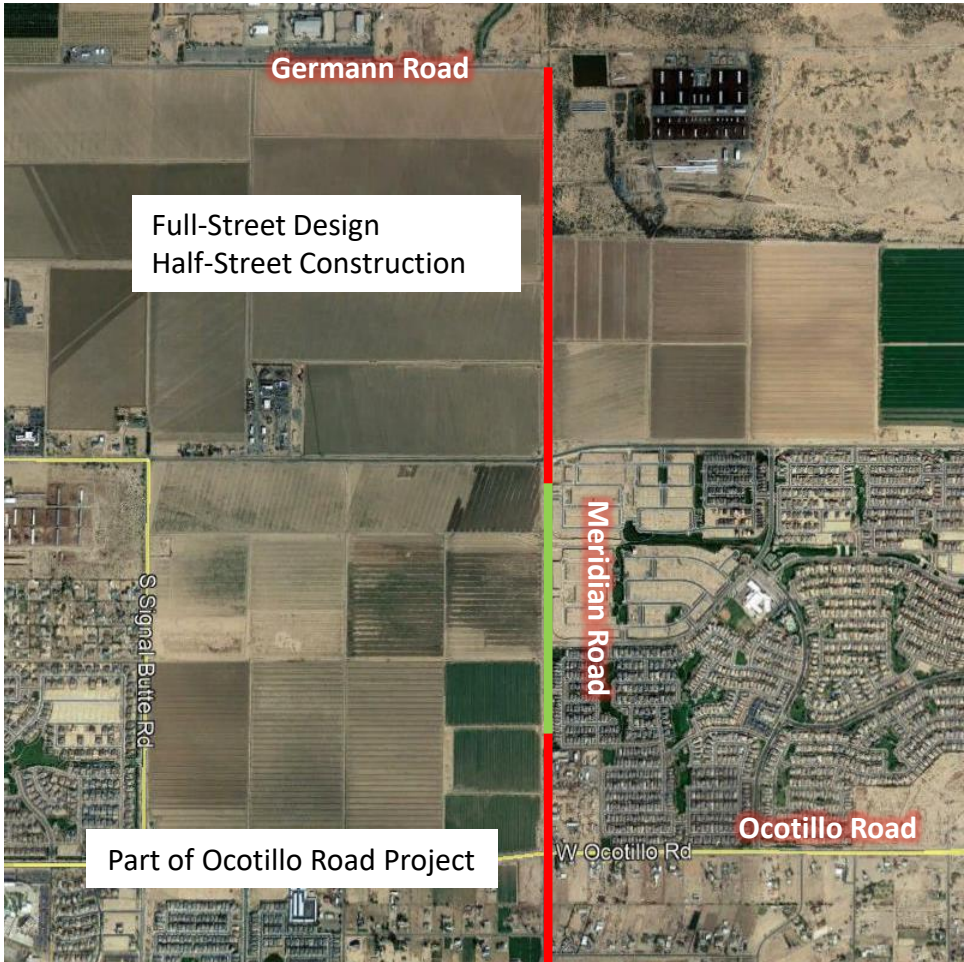 Germann Road
Full-Street Design
Half-Street Construction
Meridian Road
S Signal Butte Rd
Ocotillo Road
W Ocotillo Rd
Part of Ocotillo Road Project